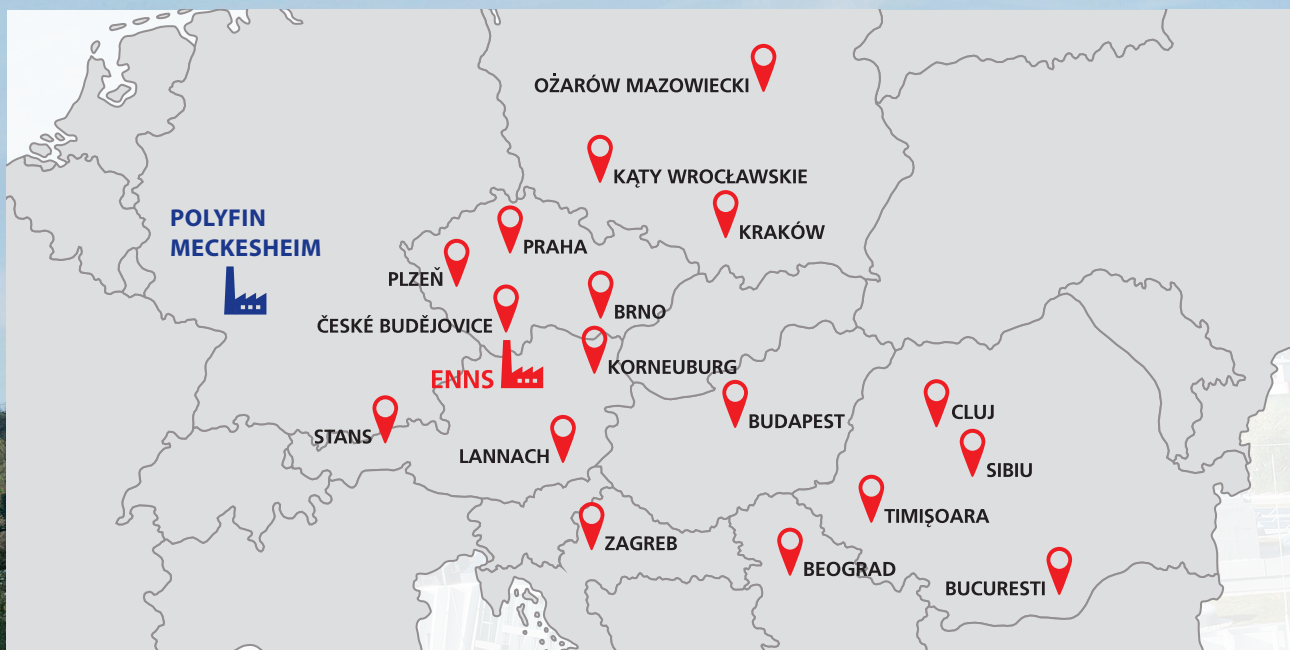 OŻARÓW MAZOWIECKI
KĄTY WROCŁAWSKIE
POLYFIN
MECKESHEIM
KRAKÓW
PRAHA
PLZEŇ
BRNO
ČESKÉ BUDĚJOVICE
KORNEUBURG
ENNS
CLUJ
BUDAPEST
STANS
LANNACH
SIBIU
TIMIŞOARA
ZAGREB
BEOGRAD
BUCURESTI